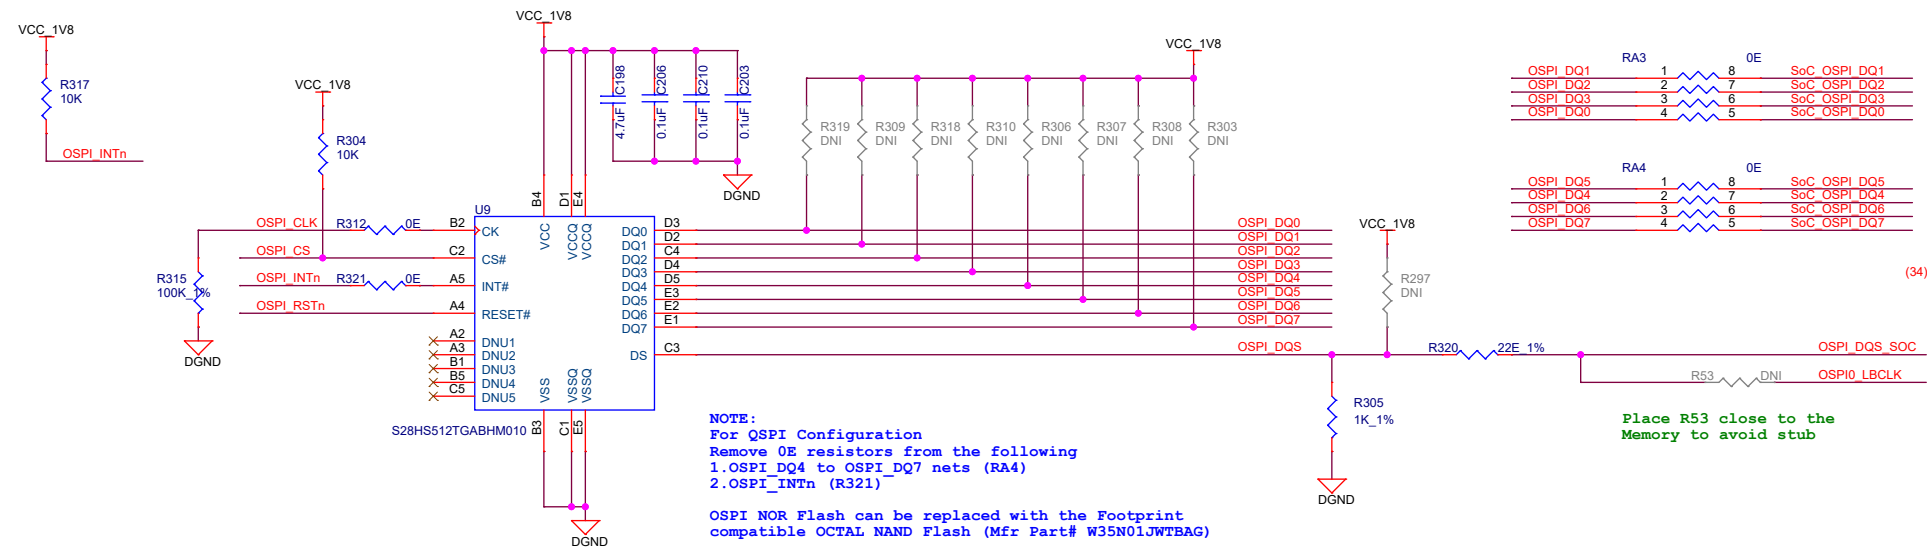 VCC_1V8
R317
10K
OSPI_INTn
VCC_1V8
R304
10K
VCC_1V8
C198
4.7uF
C206
0.1uF
C210
0.1uF
C203
0.1uF
DGND
VCC_1V8
R319
DNI
R309
DNI
R318
DNI
R310
DNI
R306
DNI
R307
DNI
R308
DNI
R303
DNI
RA3 0E
OSPI_DQ1 1 8 SoC_OSPI_DQ1
OSPI_DQ2 2 7 SoC_OSPI_DQ2
OSPI_DQ3 3 6 SoC_OSPI_DQ3
OSPI_DQ0 4 5 SoC_OSPI_DQ0
RA4 0E
OSPI_DQ5 1 8 SoC_OSPI_DQ5
OSPI_DQ4 2 7 SoC_OSPI_DQ4
OSPI_DQ6 3 6 SoC_OSPI_DQ6
OSPI_DQ7 4 5 SoC_OSPI_DQ7
(34)
U9
B4 D1 E4
VCC VCCQ VCCQ
OSPI_CLK R312 0E B2 CK
OSPI_CS C2 CS#
OSPI_INTn R321 0E A5 INT#
OSPI_RSTn A4 RESET#
R315
100K_1%
DGND
A2 DNU1
A3 DNU2
B1 DNU3
B5 DNU4
C5 DNU5
DQ0 D3 OSPI_DQ0
DQ1 D2 OSPI_DQ1
DQ2 C4 OSPI_DQ2
DQ3 D4 OSPI_DQ3
DQ4 D5 OSPI_DQ4
DQ5 E3 OSPI_DQ5
DQ6 E2 OSPI_DQ6
DQ7 E1 OSPI_DQ7
DS C3 OSPI_DQS
VSS VSSQ VSSQ
B3 C1 E5
S28HS512TGABHM010
DGND
VCC_1V8
R297
DNI
R320 22E_1% OSPI_DQS_SOC
R53 DNI OSPI0_LBCLK
R305
1K_1%
DGND
Place R53 close to the
Memory to avoid stub
NOTE:
For QSPI Configuration
Remove 0E resistors from the following
1.OSPI_DQ4 to OSPI_DQ7 nets (RA4)
2.OSPI_INTn (R321)
OSPI NOR Flash can be replaced with the Footprint
compatible OCTAL NAND Flash (Mfr Part# W35N01JWTBAG)